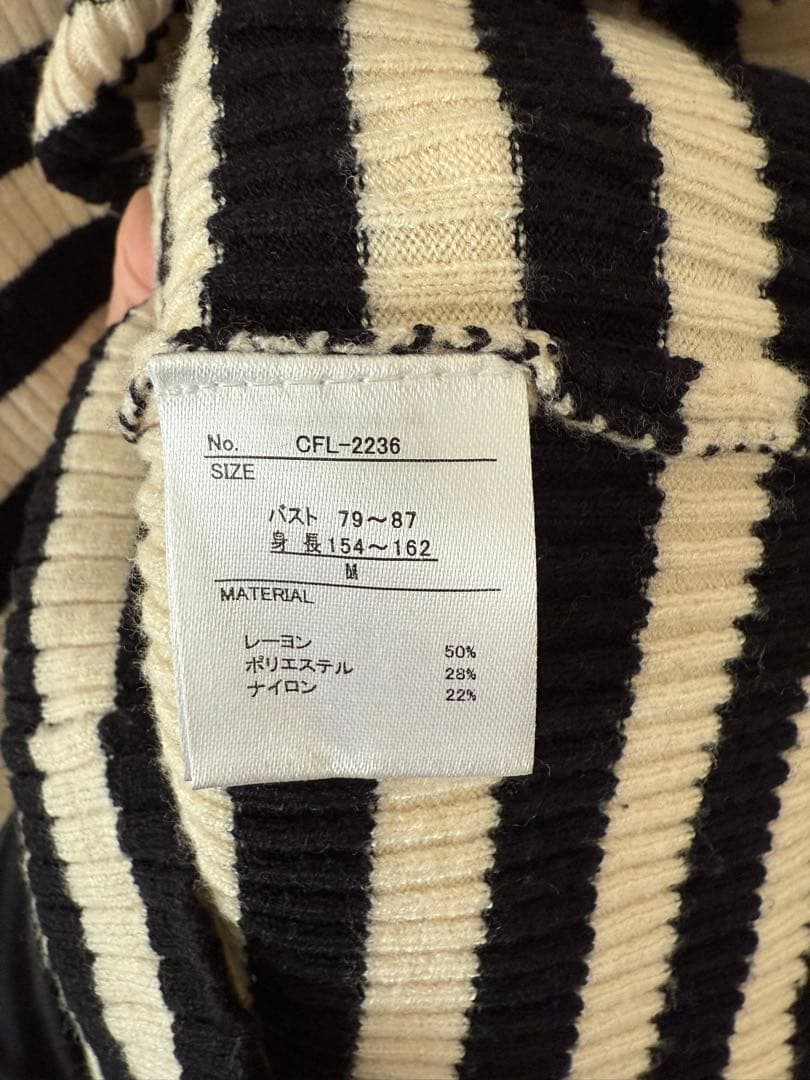 No. CFL-2236
SIZE
バスト 79～87
身 長 154～162
M
MATERIAL
レーヨン 50%
ポリエステル 28%
ナイロン 22%